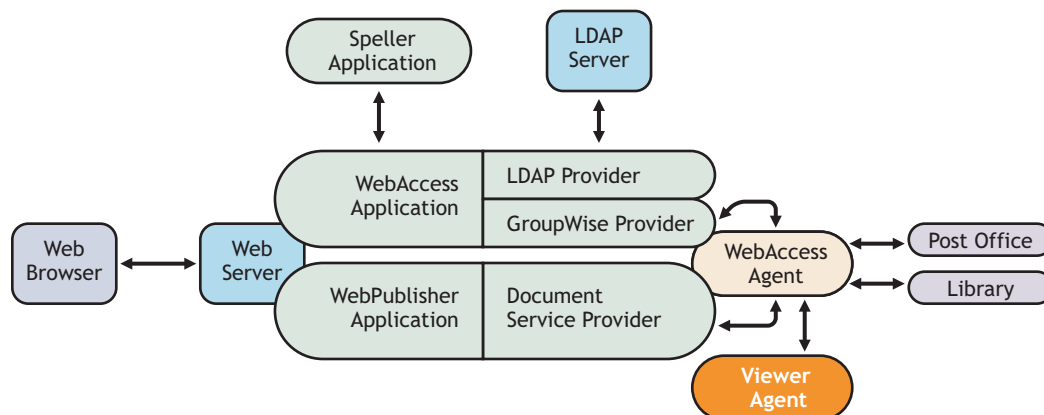 Speller
Application
LDAP
Server
WebAccess
Application
LDAP Provider
GroupWise Provider
Web
Browser
Web
Server
WebAccess
Agent
Post Office
Library
WebPublisher
Application
Document
Service Provider
Viewer
Agent